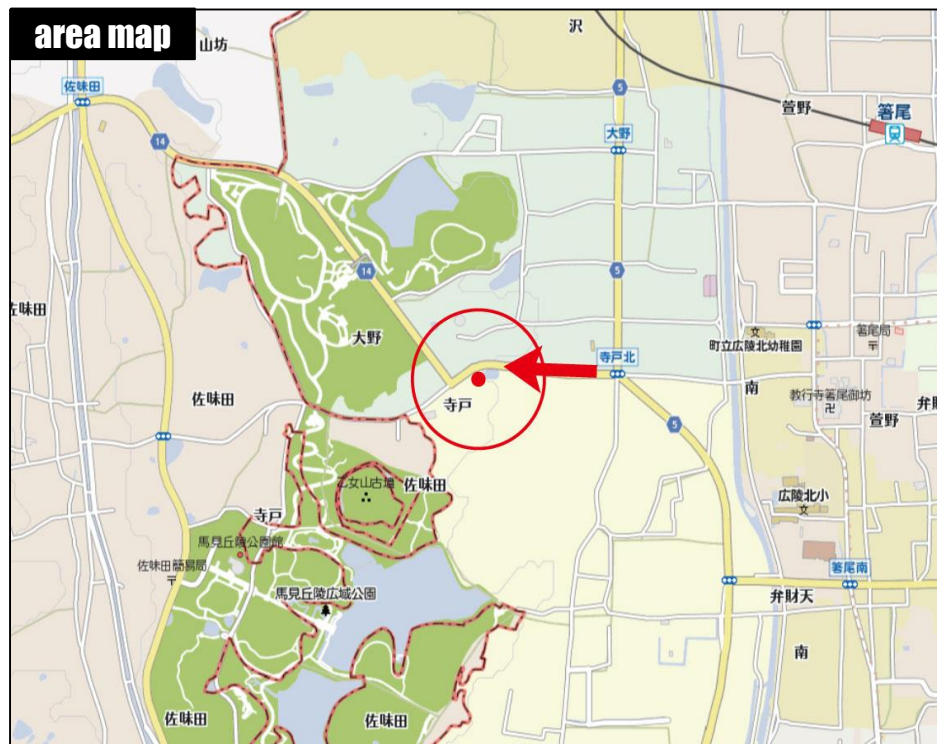 area map
山坊
沢
佐味田
5
萱野
箸尾
大野
14
5
14
佐味田
大野
寺戸北
箸尾局
町立広陵北幼稚園
南
佐味田
寺戸
教行寺箸尾御坊
萱野
弁財
5
乙女山古墳
佐味田
広陵北小
寺戸
馬見丘陵公園館
佐味田簡易局
箸尾南
馬見丘陵広域公園
弁財天
南
佐味田
佐味田